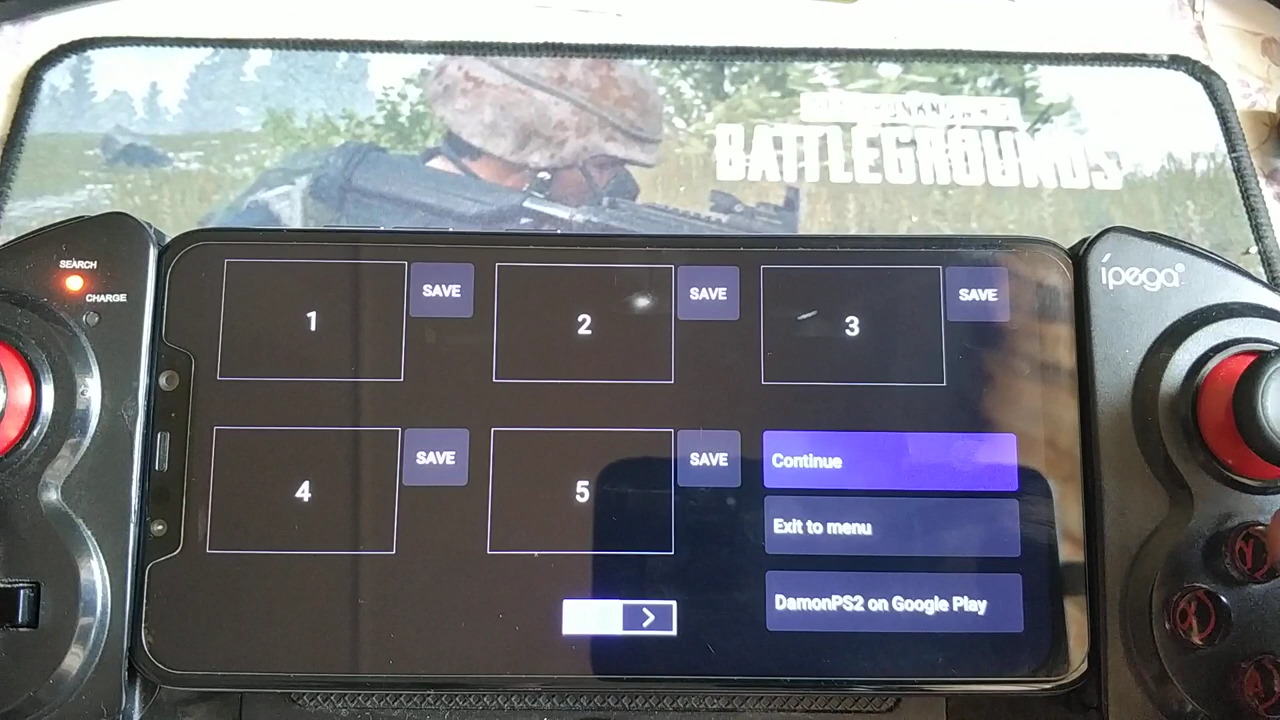 BATTLEGROUNDS
SEARCH
CHARGE
ípega
1
SAVE
2
SAVE
3
SAVE
4
SAVE
5
SAVE
Continue
Exit to menu
DamonPS2 on Google Play
>
Y
X